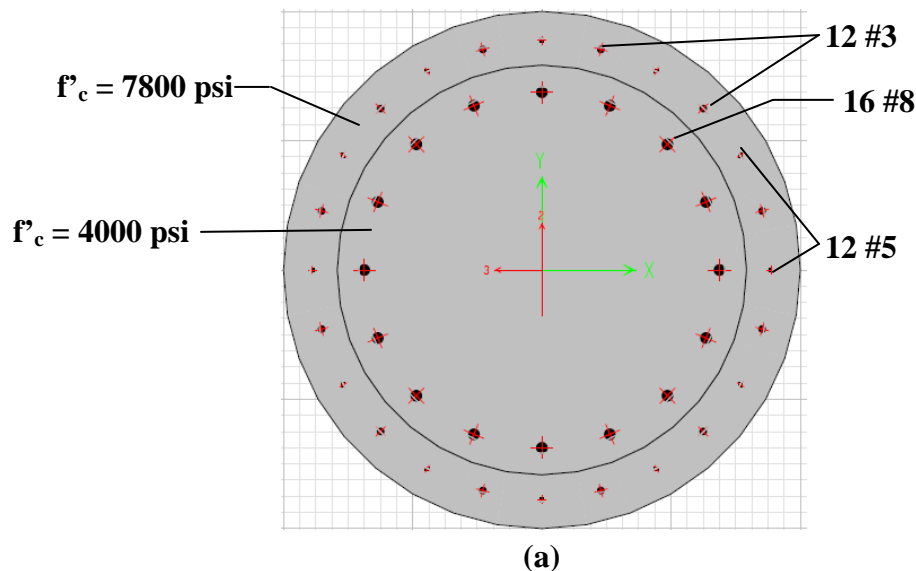 12 #3
f'c = 7800 psi
16 #8
Y
2
f'c = 4000 psi
12 #5
3
X
(a)